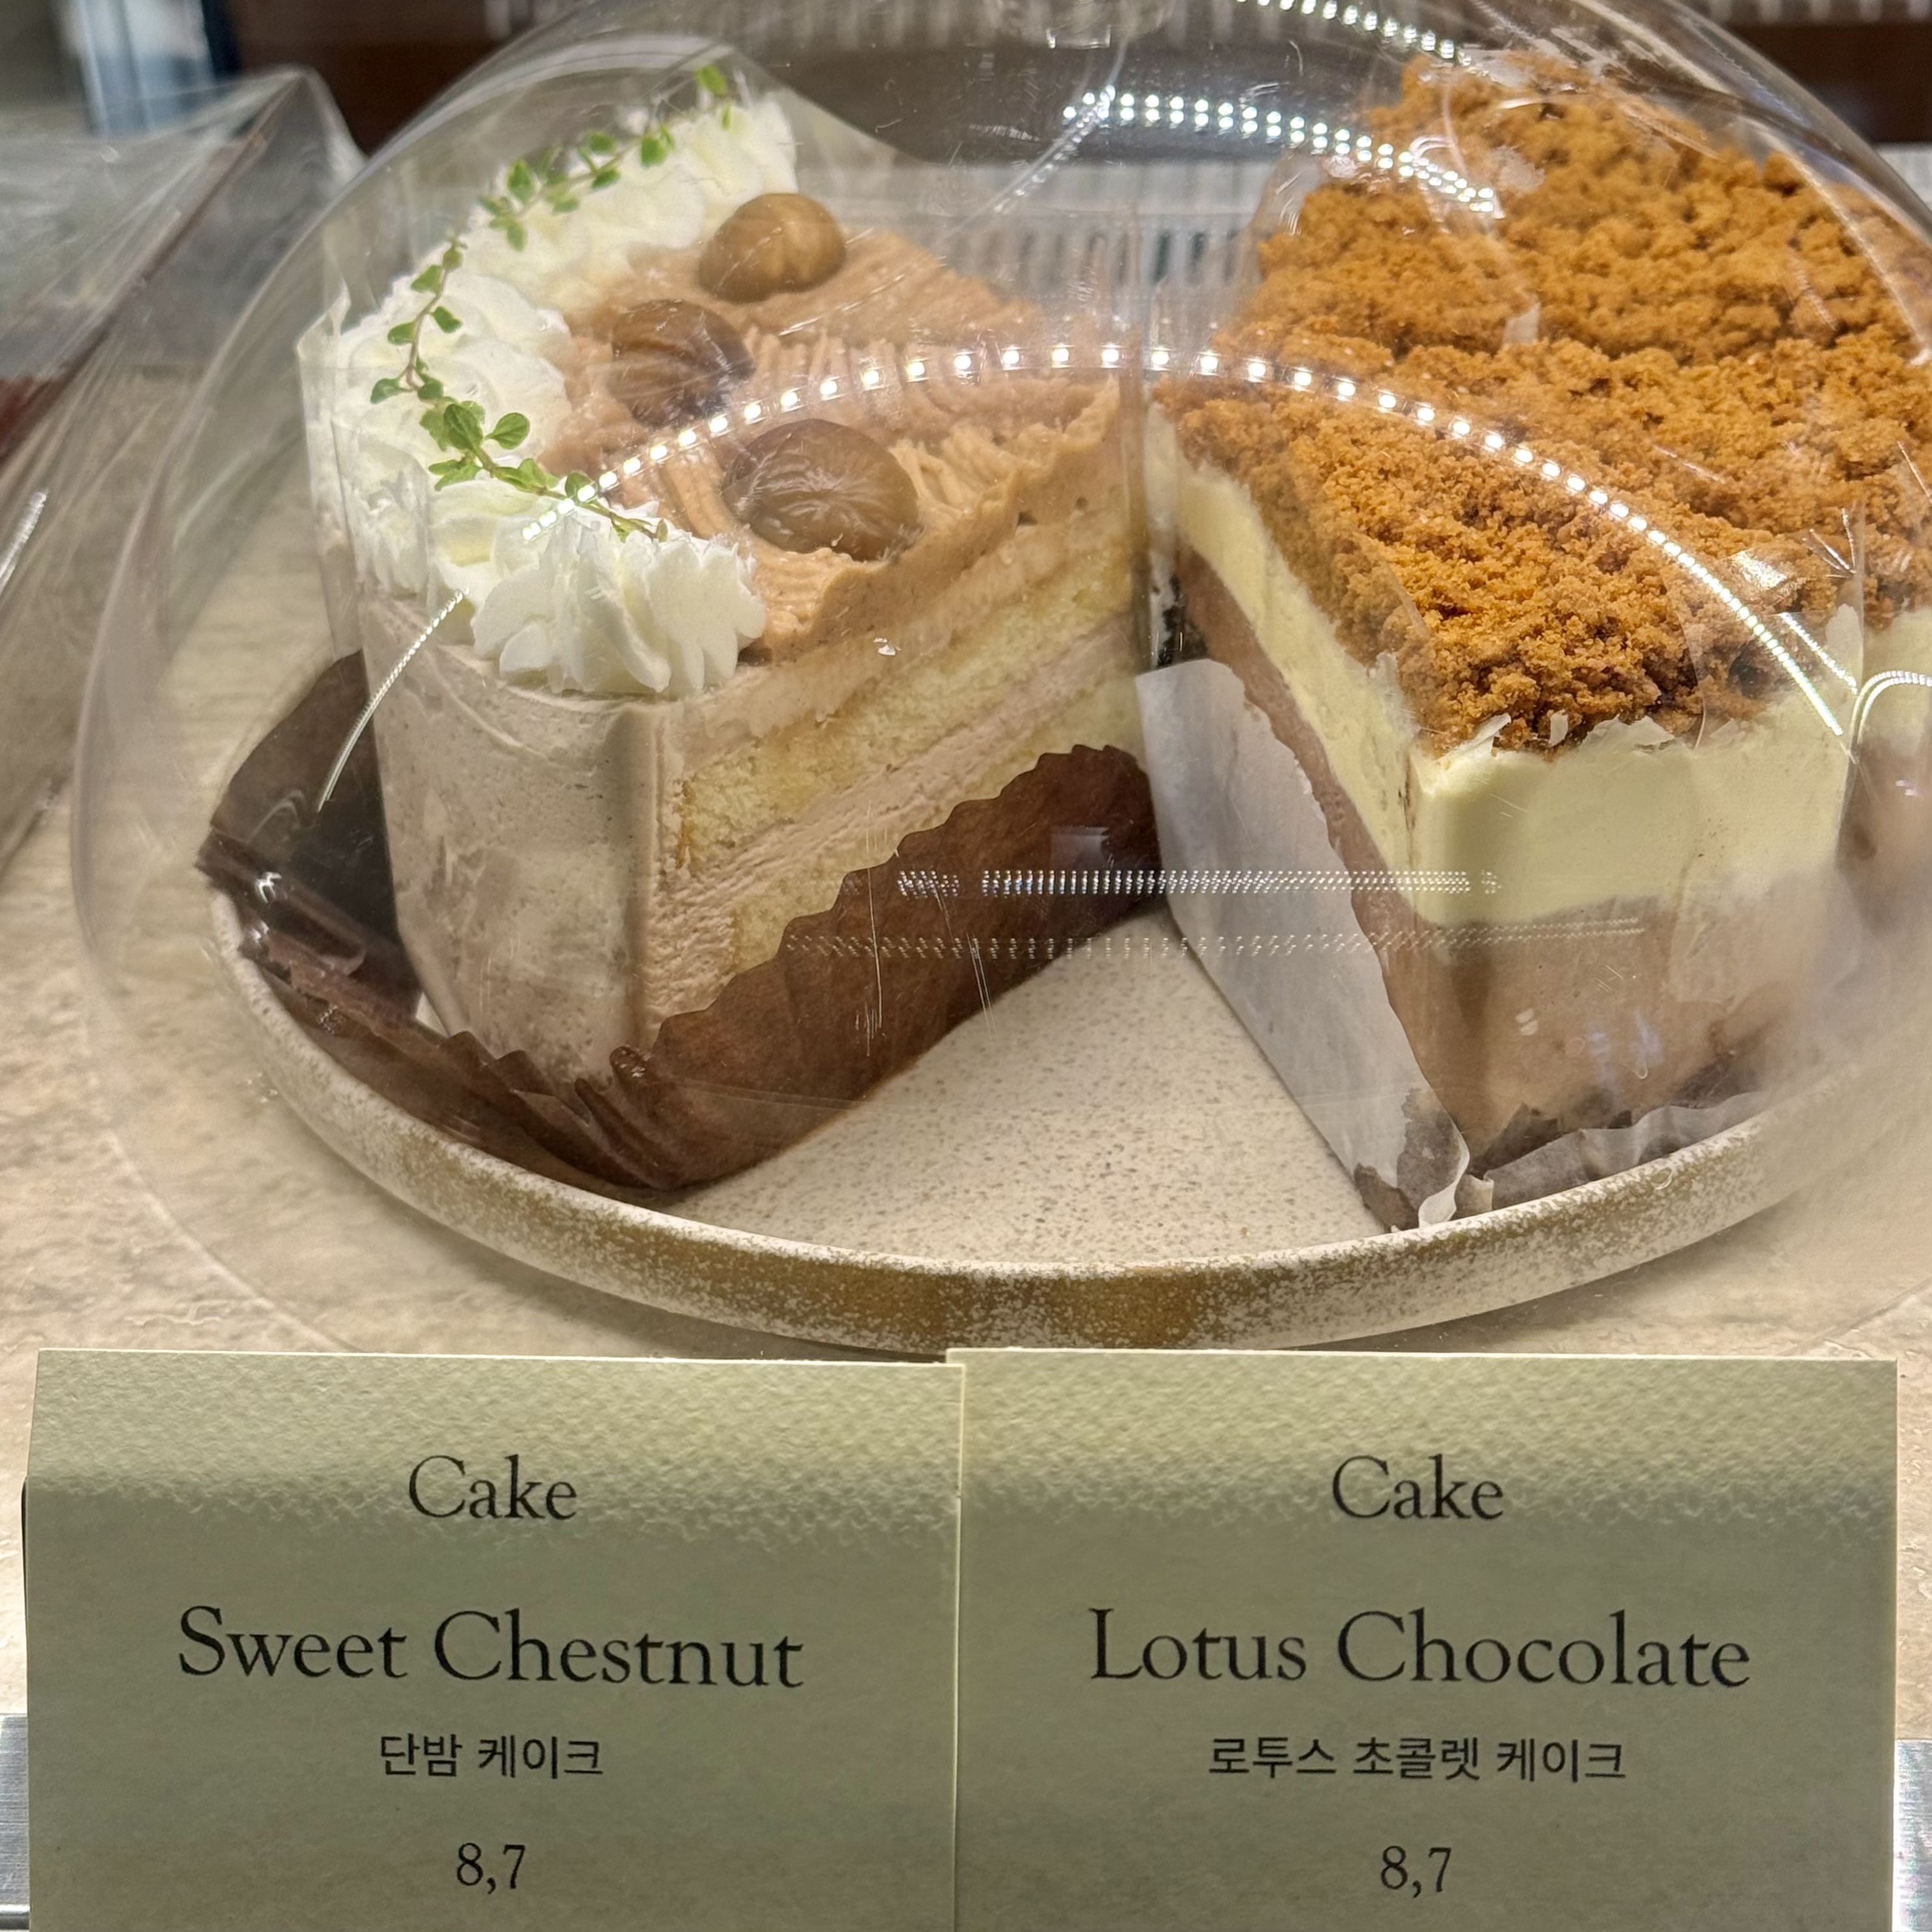 Cake
Sweet Chestnut
단밤 케이크
8,7
Cake
Lotus Chocolate
로투스 초콜렛 케이크
8,7